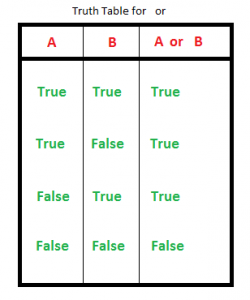 Truth Table for or
A B A or B
True True True
True False True
False True True
False False False